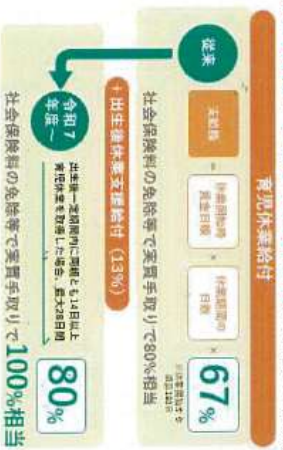 育児休業給付
従来
支給額
=
休業開始時
賃金日額
×
休業期間の
日数
×
67%
社会保険料の免除等で実質手取りで80%相当
+出生後休業支援給付(13%)
令和7
年度~
出生後一定期間内に両親とも14日以上
育児休業を取得した場合、最大28日間
80%
社会保険料の免除等で実質手取りで100%相当